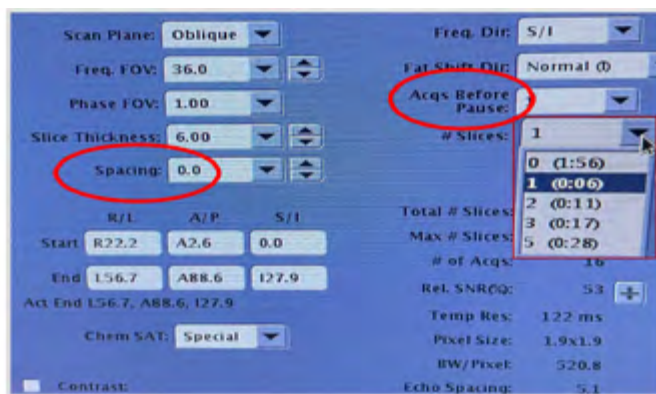 Scan Plane: Oblique
Freq. FOV: 36.0
Phase FOV: 1.00
Slice Thickness: 6.00
Spacing: 0.0
R/L A/P S/I
Start R22.2 A2.6 0.0
End L56.7 A88.6 I27.9
Act End L56.7, A88.6, I27.9
Chem SAT: Special
Contrast:
Freq. Dir: S/I
Fat Shift Dir: Normal (I)
Acqs Before
Pause:
# Slices: 1
0 (1:56)
1 (0:06)
2 (0:11)
3 (0:17)
5 (0:28)
Total # Slices:
Max # Slices:
# of Acqs: 16
Rel. SNR(%): 53
Temp Res: 122 ms
Pixel Size: 1.9x1.9
BW/Pixel: 520.8
Echo Spacing: 5.1